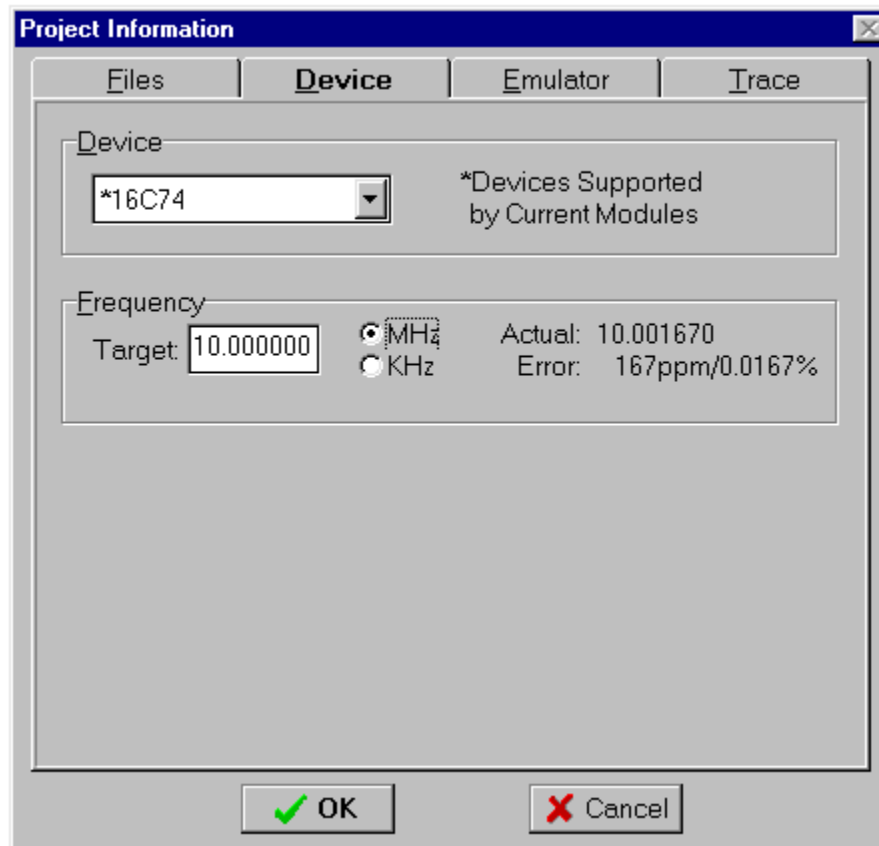 Project Information
Files Device Emulator Trace
Device
*16C74
*Devices Supported
by Current Modules
Frequency
Target: 10.000000
MHz
KHz
Actual: 10.001670
Error: 167ppm/0.0167%
OK Cancel